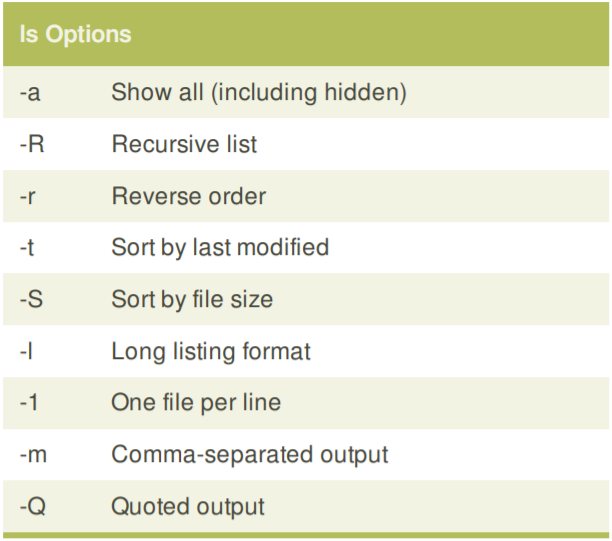 ls Options
-a Show all (including hidden)
-R Recursive list
-r Reverse order
-t Sort by last modified
-S Sort by file size
-l Long listing format
-1 One file per line
-m Comma-separated output
-Q Quoted output